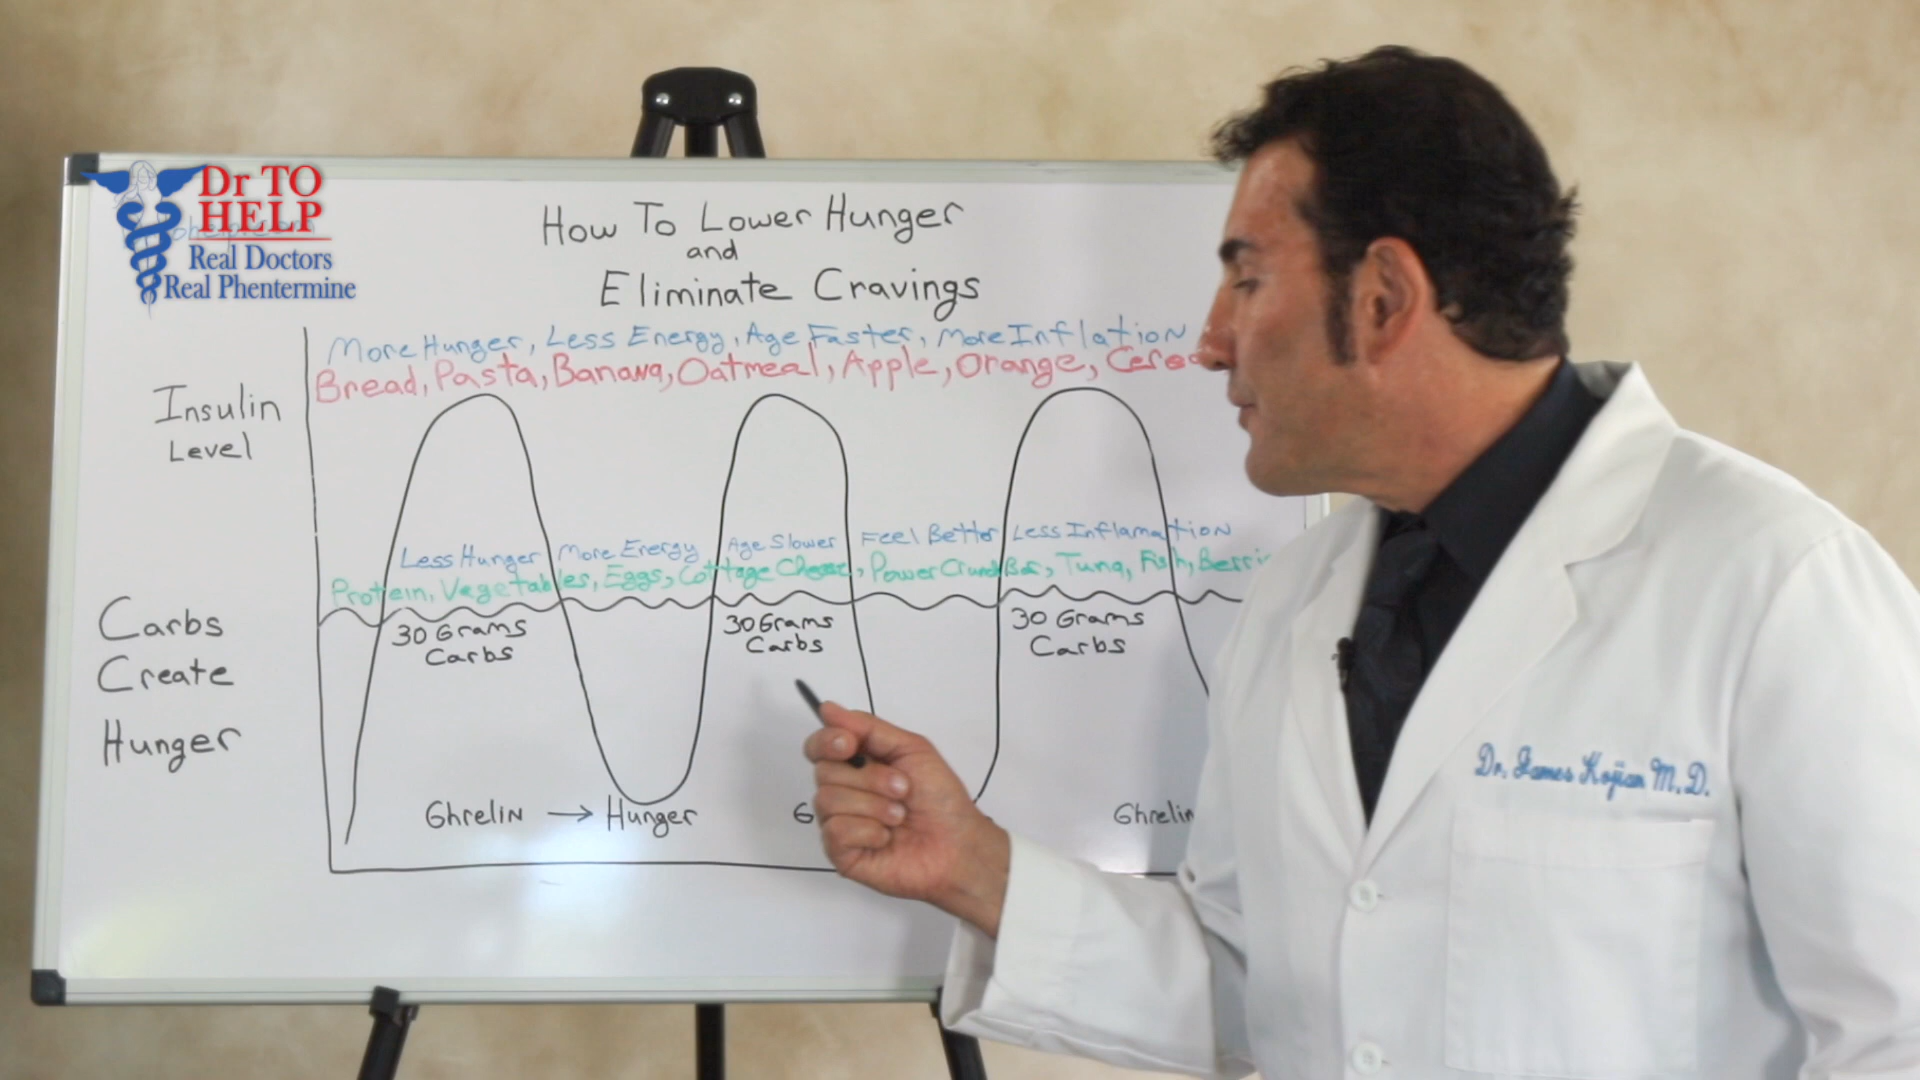 Dr TO
HELP
Real Doctors
Real Phentermine
How To Lower Hunger
and
Eliminate Cravings
More Hunger, Less Energy, Age Faster, More Inflation
Bread, Pasta, Banana, Oatmeal, Apple, Orange,
Insulin
Level
Less Hunger More Energy Age Slower Feel Better Less Inflamation
Protein, Vegetables, Eggs, Cottage Cheese, Power Crunch Bar, Tuna, Fish,
30 Grams
Carbs
30 Grams
Carbs
30 Grams
Carbs
Carbs
Create
Hunger
Ghrelin → Hunger
G
Ghrelin
Dr. James Kojian M.D.